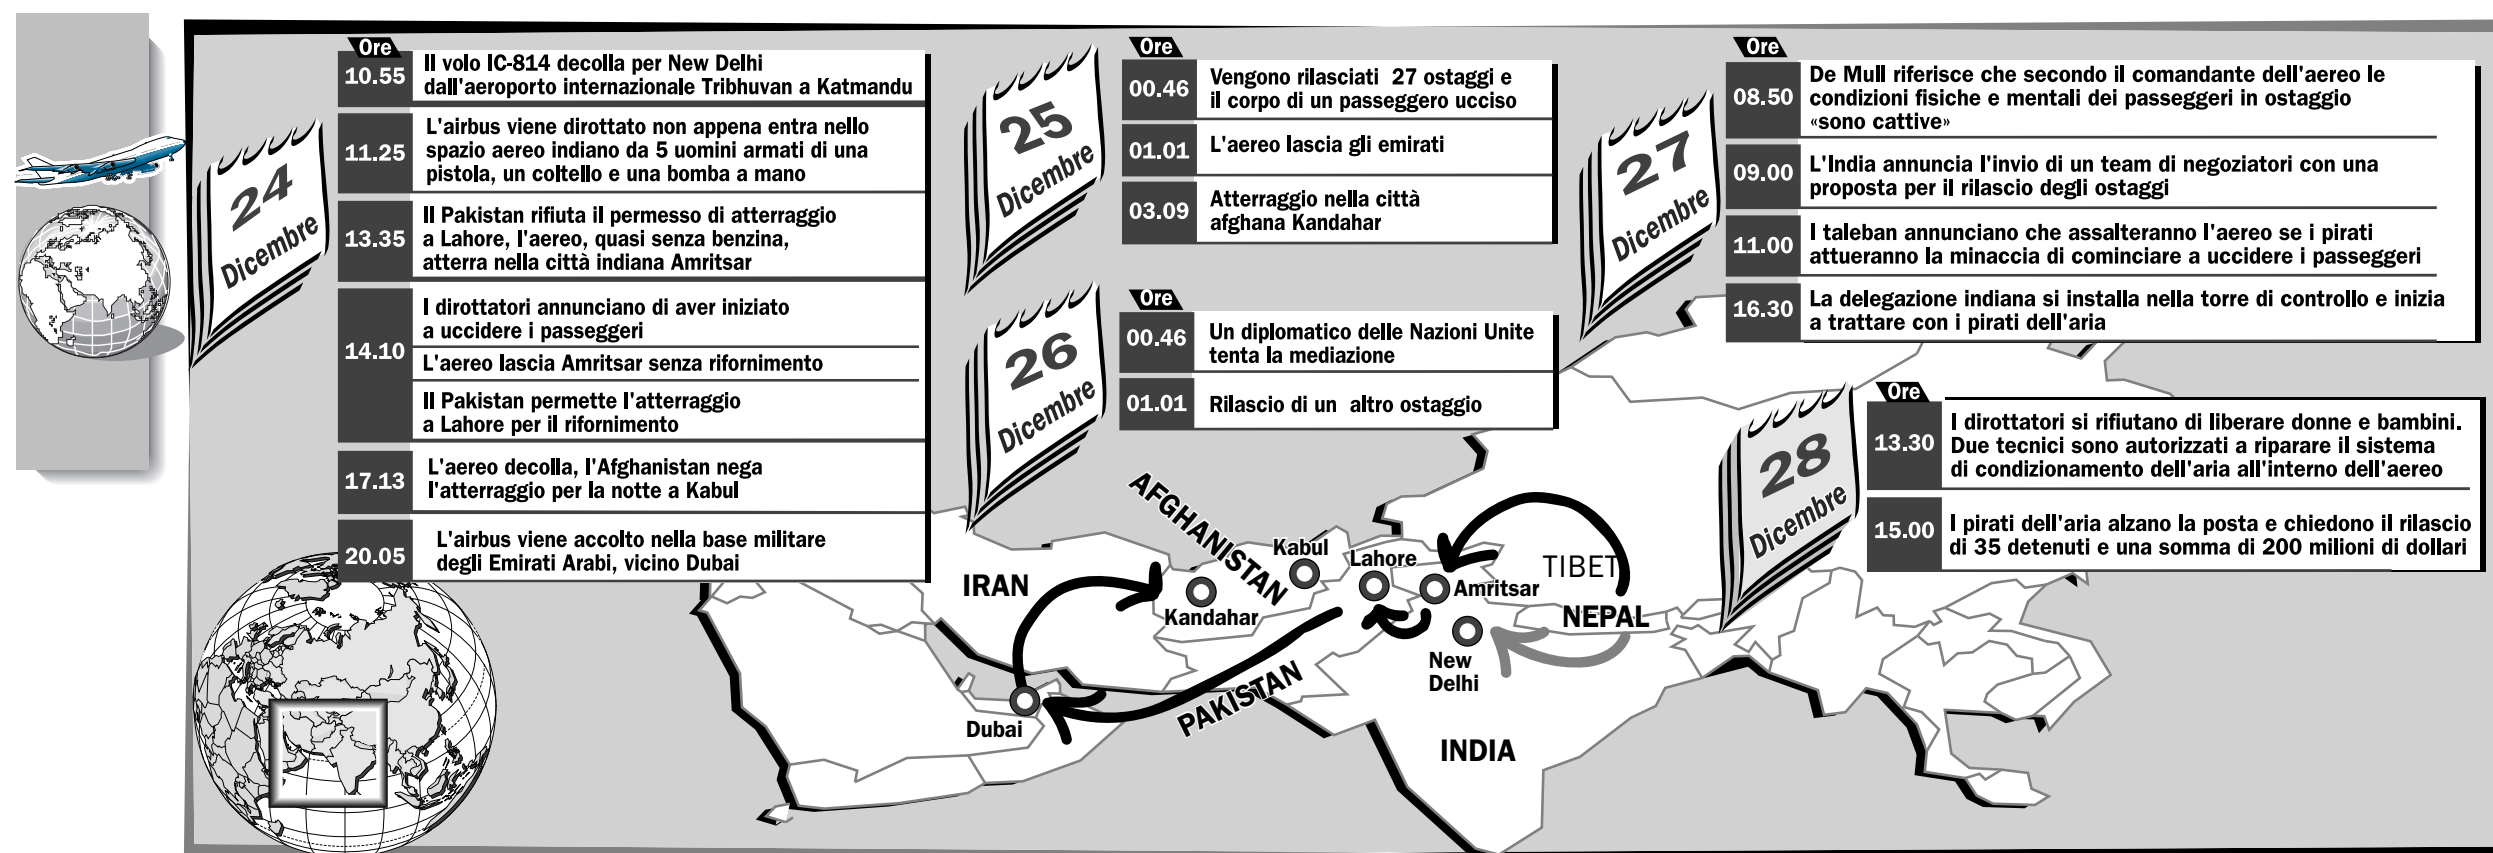 24
Dicembre
Ore
10.55
Il volo IC-814 decolla per New Delhi
dall'aeroporto internazionale Tribhuvan a Katmandu
11.25
L'airbus viene dirottato non appena entra nello
spazio aereo indiano da 5 uomini armati di una
pistola, un coltello e una bomba a mano
13.35
Il Pakistan rifiuta il permesso di atterraggio
a Lahore, l'aereo, quasi senza benzina,
atterra nella città indiana Amritsar
14.10
I dirottatori annunciano di aver iniziato
a uccidere i passeggeri
L'aereo lascia Amritsar senza rifornimento
Il Pakistan permette l'atterraggio
a Lahore per il rifornimento
17.13
L'aereo decolla, l'Afghanistan nega
l'atterraggio per la notte a Kabul
20.05
L'airbus viene accolto nella base militare
degli Emirati Arabi, vicino Dubai
25
Dicembre
Ore
00.46
Vengono rilasciati 27 ostaggi e
il corpo di un passeggero ucciso
01.01
L'aereo lascia gli emirati
03.09
Atterraggio nella città
afghana Kandahar
26
Dicembre
Ore
00.46
Un diplomatico delle Nazioni Unite
tenta la mediazione
01.01
Rilascio di un altro ostaggio
27
Dicembre
Ore
08.50
De Mull riferisce che secondo il comandante dell'aereo le
condizioni fisiche e mentali dei passeggeri in ostaggio
«sono cattive»
09.00
L'India annuncia l'invio di un team di negoziatori con una
proposta per il rilascio degli ostaggi
11.00
I taleban annunciano che assalteranno l'aereo se i pirati
attueranno la minaccia di cominciare a uccidere i passeggeri
16.30
La delegazione indiana si installa nella torre di controllo e inizia
a trattare con i pirati dell'aria
28
Dicembre
Ore
13.30
I dirottatori si rifiutano di liberare donne e bambini.
Due tecnici sono autorizzati a riparare il sistema
di condizionamento dell'aria all'interno dell'aereo
15.00
I pirati dell'aria alzano la posta e chiedono il rilascio
di 35 detenuti e una somma di 200 milioni di dollari
AFGHANISTAN
Kabul
Lahore
TIBET
IRAN
Amritsar
Kandahar
NEPAL
New
Delhi
PAKISTAN
Dubai
INDIA